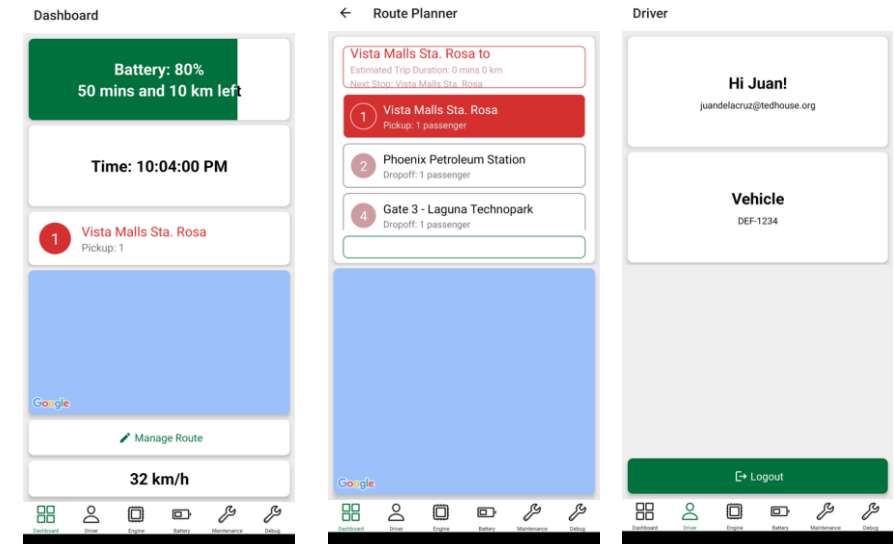 Dashboard
Battery: 80%
50 mins and 10 km left
Time: 10:04:00 PM
1
Vista Malls Sta. Rosa
Pickup: 1
Google
Manage Route
32 km/h
Dashboard Driver Engine Battery Maintenance Debug
Route Planner
Vista Malls Sta. Rosa to
Estimated Trip Duration: 0 mins 0 km
Next Stop: Vista Malls Sta. Rosa
1
Vista Malls Sta. Rosa
Pickup: 1 passenger
2
Phoenix Petroleum Station
Dropoff: 1 passenger
4
Gate 3 - Laguna Technopark
Dropoff: 1 passenger
Google
Dashboard Driver Engine Battery Maintenance Debug
Driver
Hi Juan!
juandelacruz@tedhouse.org
Vehicle
DEF-1234
Logout
Dashboard Driver Engine Battery Maintenance Debug